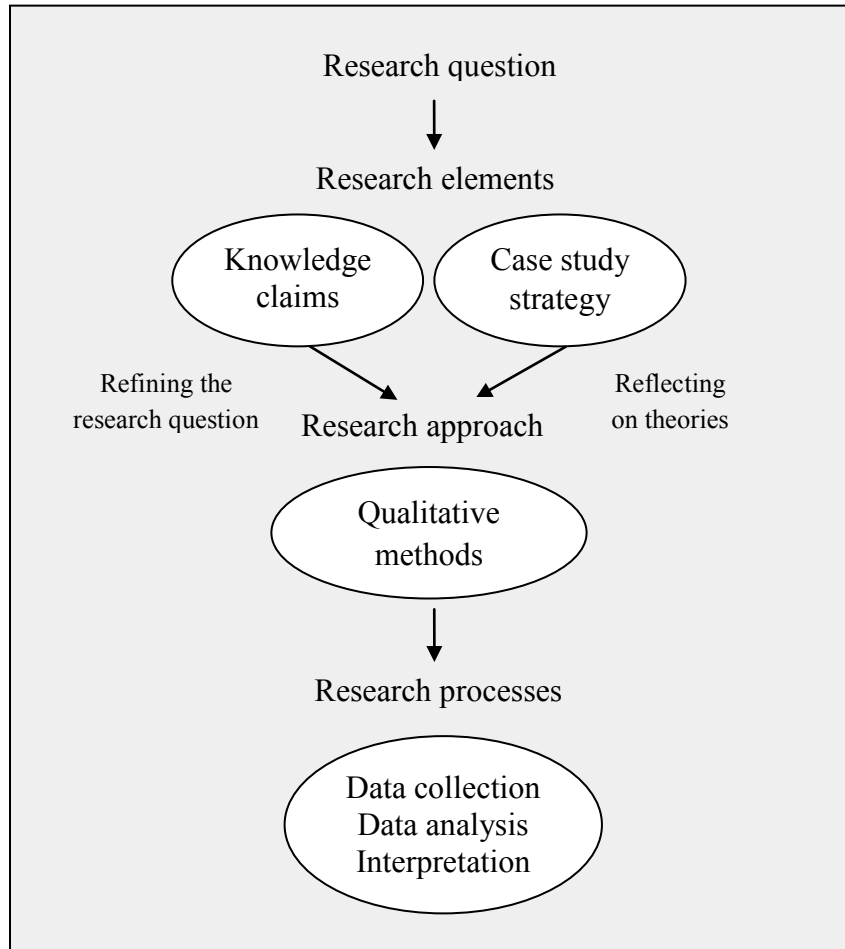 Research question
Research elements
Knowledge
claims
Case study
strategy
Refining the
research question
Reflecting
on theories
Research approach
Qualitative
methods
Research processes
Data collection
Data analysis
Interpretation